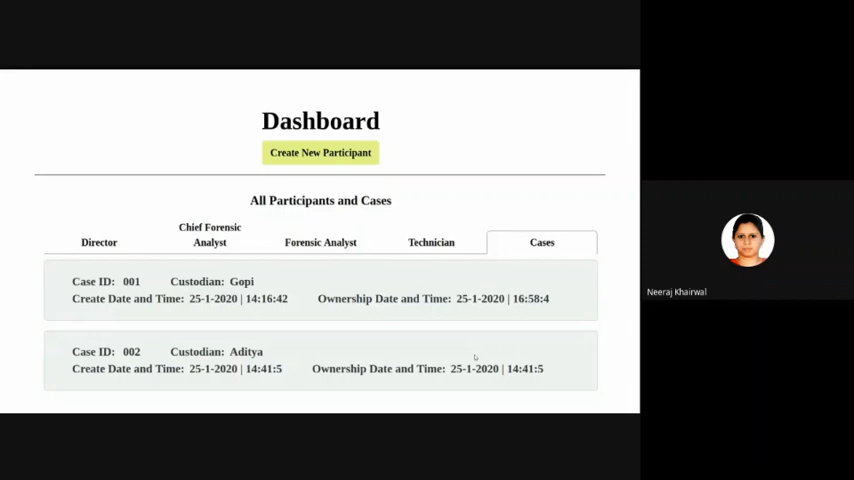 Dashboard
Create New Participant
All Participants and Cases
Director
Chief Forensic
Analyst
Forensic Analyst
Technician
Cases
Case ID: 001 Custodian: Gopi
Create Date and Time: 25-1-2020 | 14:16:42 Ownership Date and Time: 25-1-2020 | 16:58:4
Case ID: 002 Custodian: Aditya
Create Date and Time: 25-1-2020 | 14:41:5 Ownership Date and Time: 25-1-2020 | 14:41:5
Neeraj Khairwal